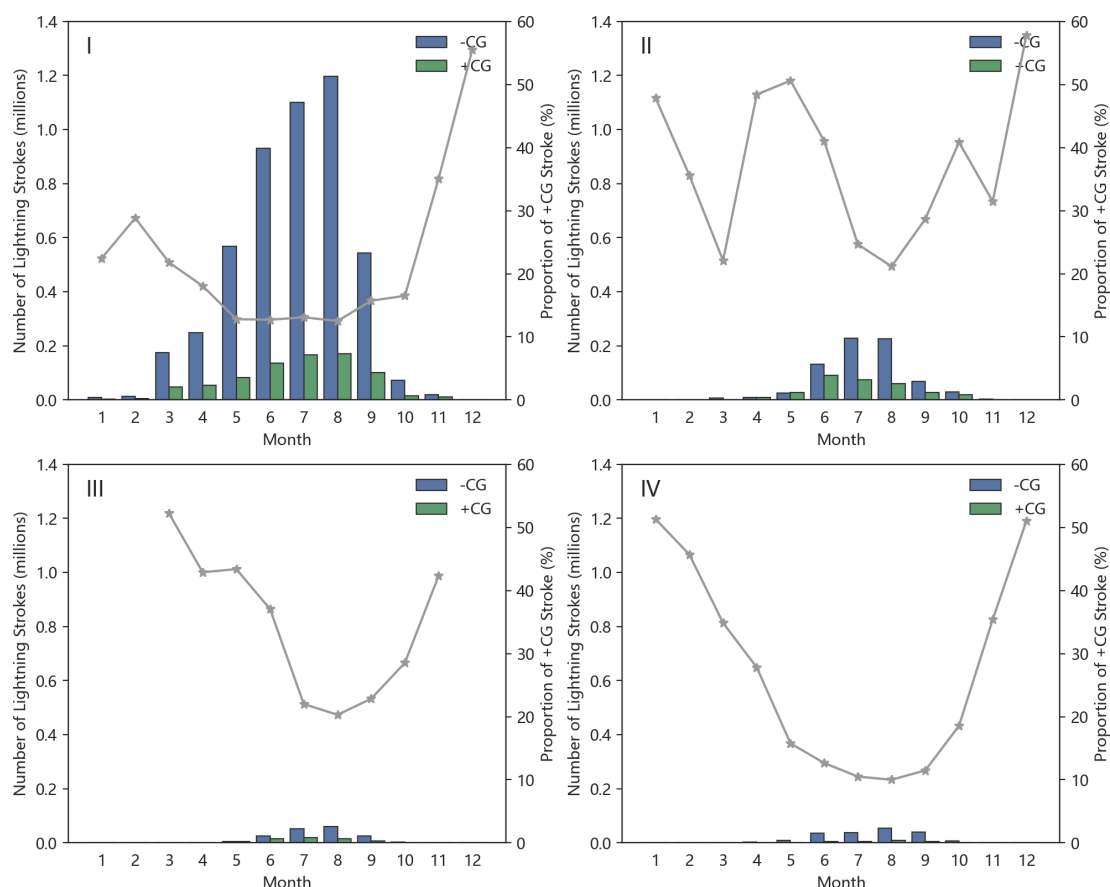 I
-CG
+CG
Number of Lightning Strokes (millions)
1.4
1.2
1.0
0.8
0.6
0.4
0.2
0.0
60
50
40
30
20
10
0
Proportion of +CG Stroke (%)
1 2 3 4 5 6 7 8 9 10 11 12
Month
II
-CG
+CG
Number of Lightning Strokes (millions)
1.4
1.2
1.0
0.8
0.6
0.4
0.2
0.0
60
50
40
30
20
10
0
Proportion of +CG Stroke (%)
1 2 3 4 5 6 7 8 9 10 11 12
Month
III
-CG
+CG
Number of Lightning Strokes (millions)
1.4
1.2
1.0
0.8
0.6
0.4
0.2
0.0
60
50
40
30
20
10
0
Proportion of +CG Stroke (%)
1 2 3 4 5 6 7 8 9 10 11 12
Month
IV
-CG
+CG
Number of Lightning Strokes (millions)
1.4
1.2
1.0
0.8
0.6
0.4
0.2
0.0
60
50
40
30
20
10
0
Proportion of +CG Stroke (%)
1 2 3 4 5 6 7 8 9 10 11 12
Month